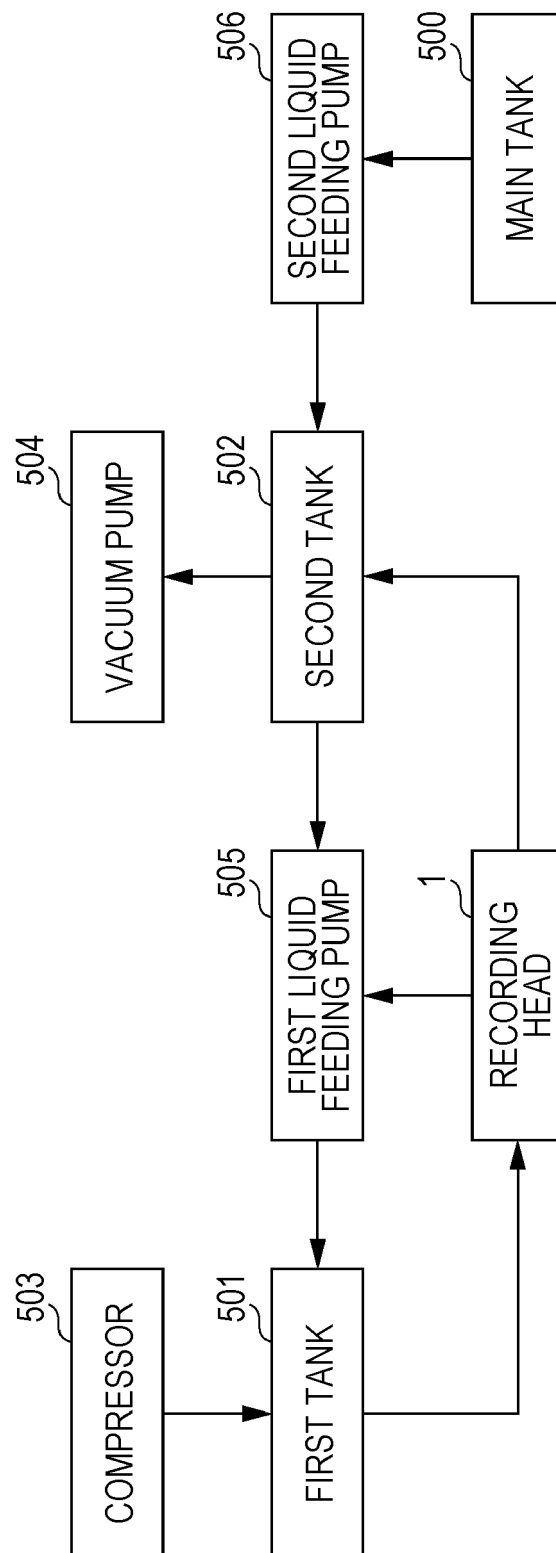 503
COMPRESSOR
504
VACUUM PUMP
501
FIRST TANK
505
FIRST LIQUID
FEEDING PUMP
502
SECOND TANK
506
SECOND LIQUID
FEEDING PUMP
1
RECORDING
HEAD
500
MAIN TANK